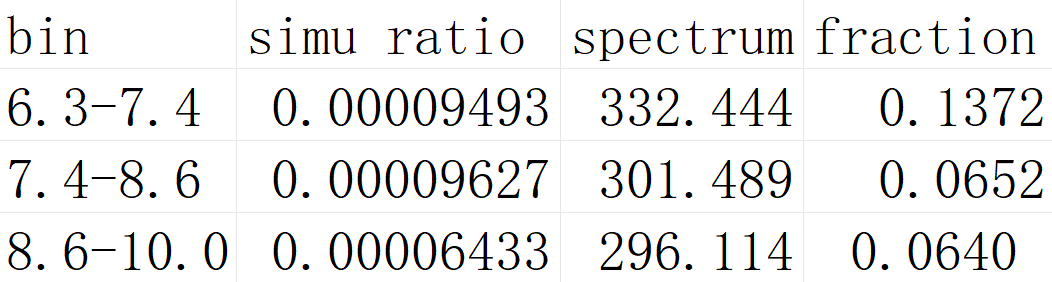 bin simu ratio spectrum fraction
6.3-7.4 0.00009493 332.444 0.1372
7.4-8.6 0.00009627 301.489 0.0652
8.6-10.0 0.00006433 296.114 0.0640